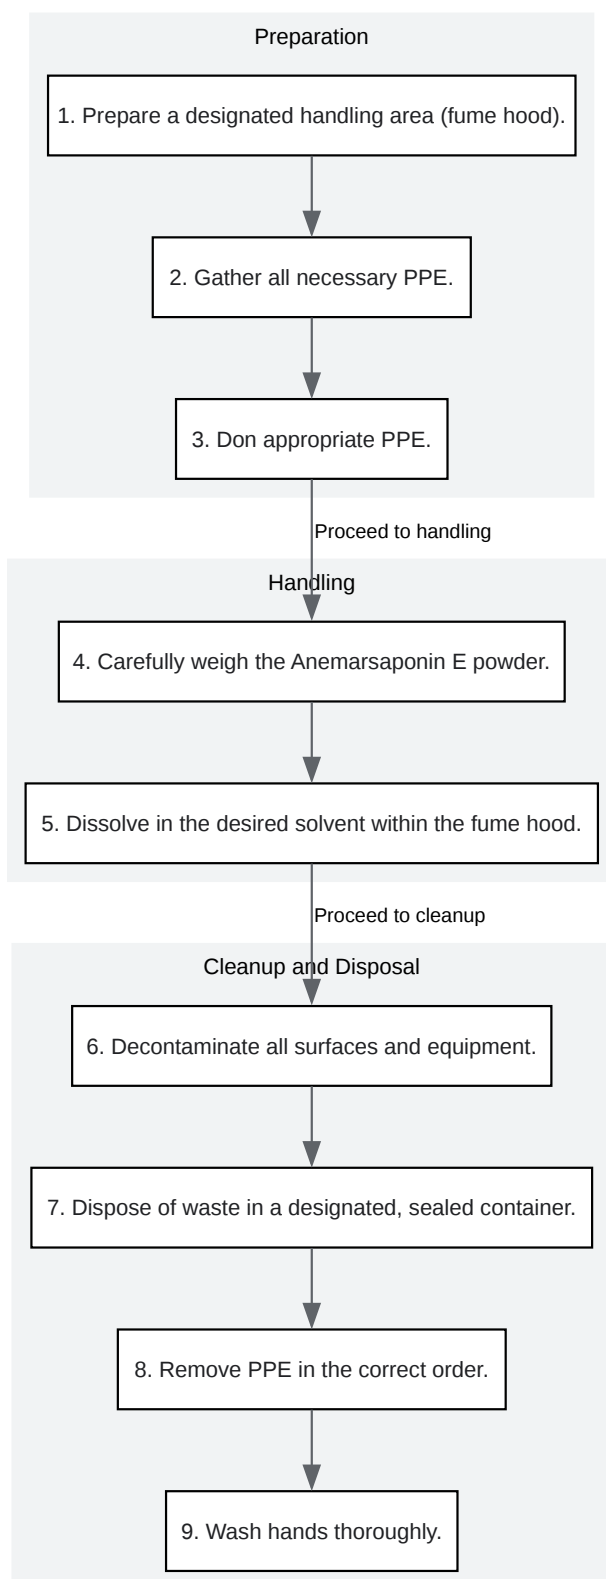 Preparation
1. Prepare a designated handling area (fume hood).
2. Gather all necessary PPE.
3. Don appropriate PPE.
Proceed to handling
Handling
4. Carefully weigh the Anemarsaponin E powder.
5. Dissolve in the desired solvent within the fume hood.
Proceed to cleanup
Cleanup and Disposal
6. Decontaminate all surfaces and equipment.
7. Dispose of waste in a designated, sealed container.
8. Remove PPE in the correct order.
9. Wash hands thoroughly.